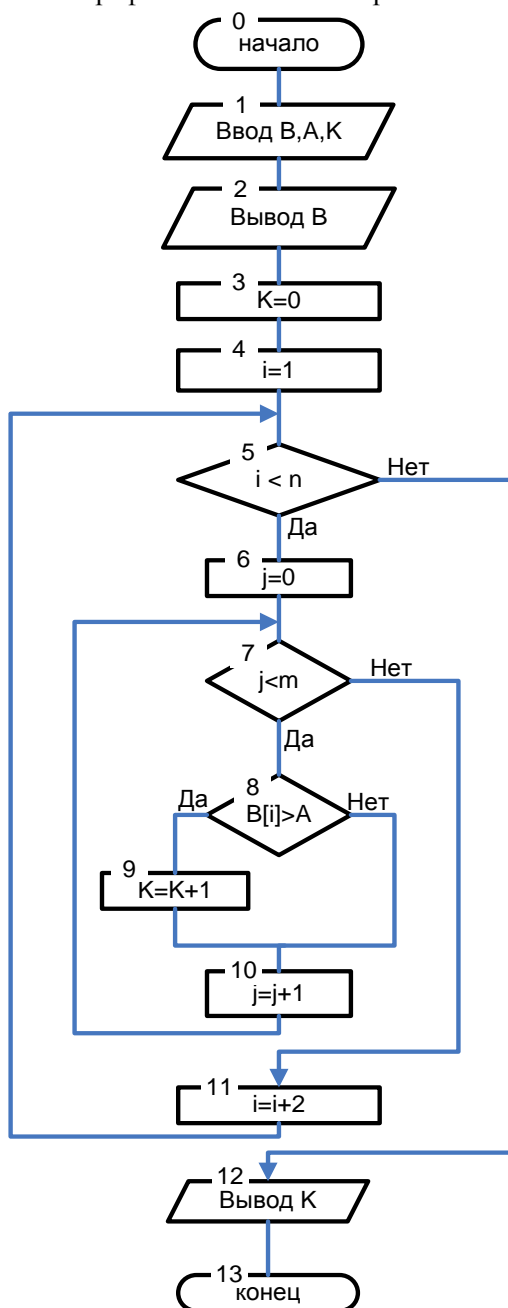 0
начало
1
Ввод B,A,K
2
Вывод B
3
K=0
4
i=1
5
i < n
Нет
Да
6
j=0
7
j<m
Нет
Да
8
B[i]>A
Да
Нет
9
K=K+1
10
j=j+1
11
i=i+2
12
Вывод K
13
конец